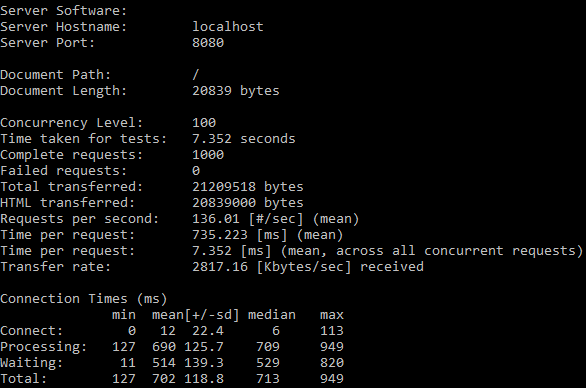 Server Software:
Server Hostname:        localhost
Server Port:            8080
Document Path:          /
Document Length:        20839 bytes
Concurrency Level:      100
Time taken for tests:   7.352 seconds
Complete requests:      1000
Failed requests:        0
Total transferred:      21209518 bytes
HTML transferred:       20839000 bytes
Requests per second:    136.01 [#/sec] (mean)
Time per request:       735.223 [ms] (mean)
Time per request:       7.352 [ms] (mean, across all concurrent requests)
Transfer rate:          2817.16 [Kbytes/sec] received
Connection Times (ms)
              min  mean[+/-sd] median   max
Connect:        0   12  22.4      6     113
Processing:   127  690 125.7    709     949
Waiting:       11  514 139.3    529     820
Total:        127  702 118.8    713     949